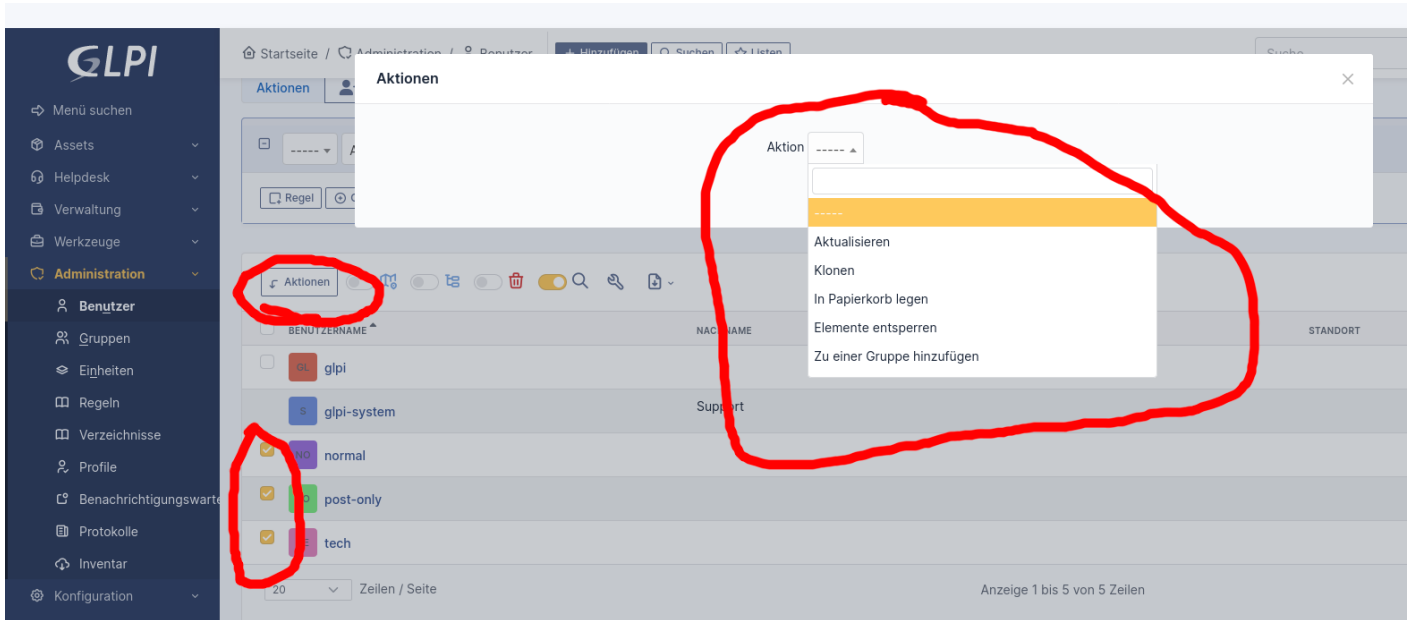 GLPI
Startseite / Administration / Benutzer
+ Hinzufügen
Suchen
Listen
Suche
Aktionen
Aktionen
Menü suchen
Assets
Helpdesk
Verwaltung
Werkzeuge
Administration
Benutzer
Gruppen
Einheiten
Regeln
Verzeichnisse
Profile
Protokolle
Inventar
Konfiguration
-----
Regel
Aktion -----
-----
Aktualisieren
Klonen
In Papierkorb legen
Elemente entsperren
Zu einer Gruppe hinzufügen
Aktionen
BENUTZERNAME
STANDORT
GL glpi
S glpi-system Support
NO normal
post-only
tech
20 Zeilen / Seite
Anzeige 1 bis 5 von 5 Zeilen